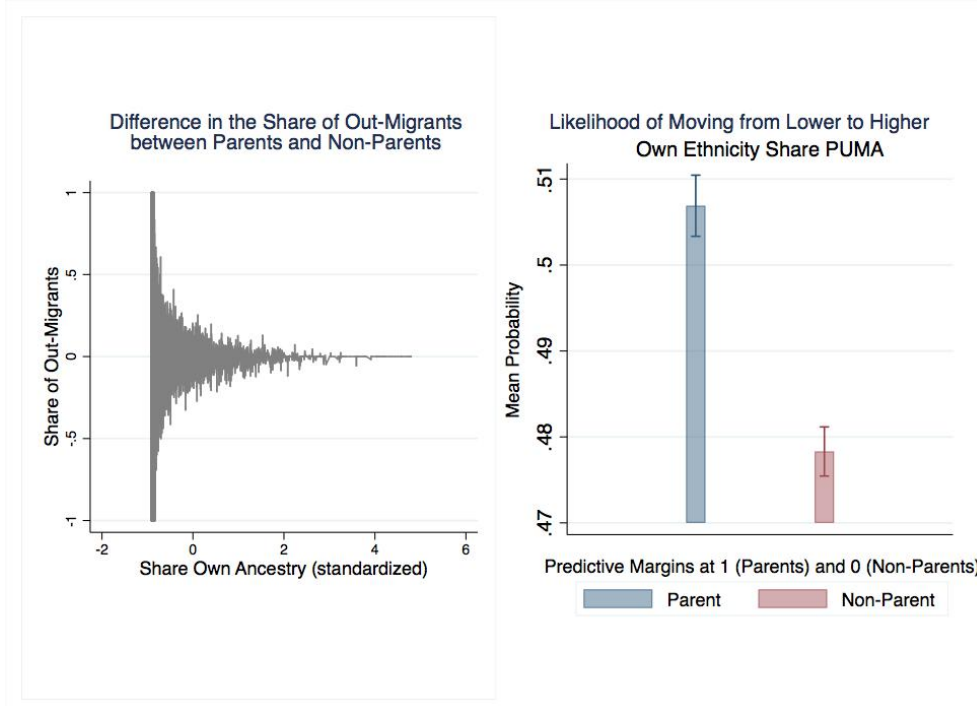 Difference in the Share of Out-Migrants
between Parents and Non-Parents
Share of Out-Migrants
1
.5
0
-.5
-1
-2
0
2
4
6
Share Own Ancestry (standardized)
Likelihood of Moving from Lower to Higher
Own Ethnicity Share PUMA
Mean Probability
.51
.5
.49
.48
.47
Predictive Margins at 1 (Parents) and 0 (Non-Parents)
Parent
Non-Parent